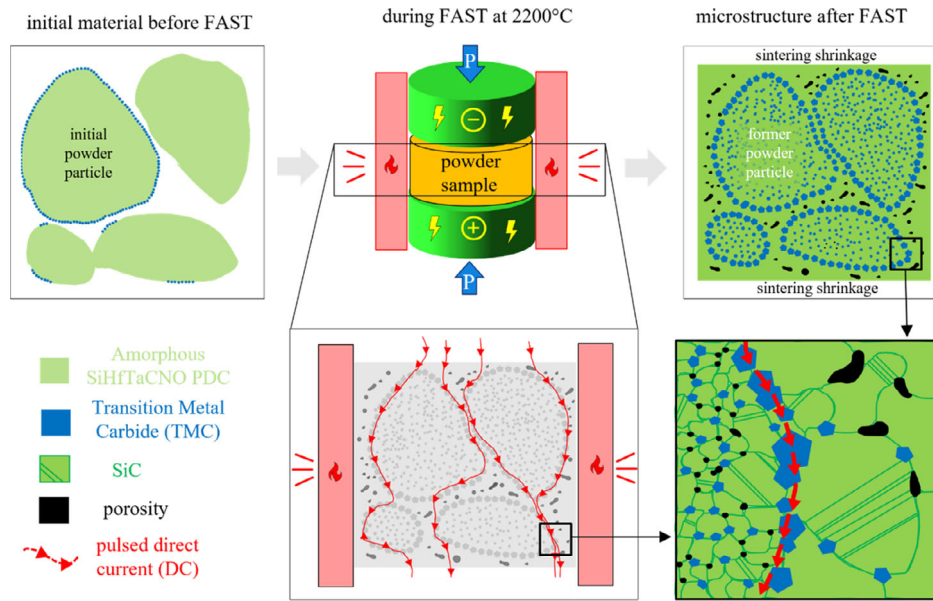 initial material before FAST
during FAST at 2200°C
microstructure after FAST
initial
powder
particle
P
−
powder
sample
+
P
sintering shrinkage
former
powder
particle
sintering shrinkage
Amorphous
SiHfTaCNO PDC
Transition Metal
Carbide (TMC)
SiC
porosity
pulsed direct
current (DC)